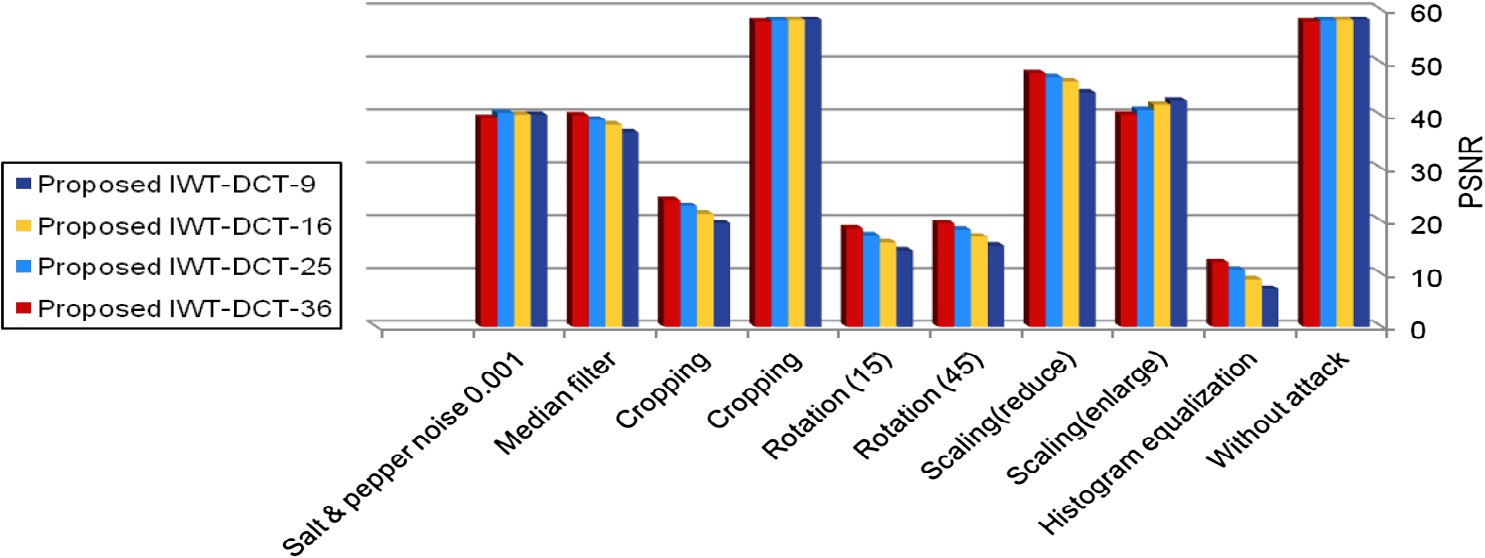 Proposed IWT-DCT-9
Proposed IWT-DCT-16
Proposed IWT-DCT-25
Proposed IWT-DCT-36
60
50
40
30
20
10
0
PSNR
Salt & pepper noise 0.001
Median filter
Cropping
Cropping
Rotation (15)
Rotation (45)
Scaling(reduce)
Scaling(enlarge)
Histogram equalization
Without attack